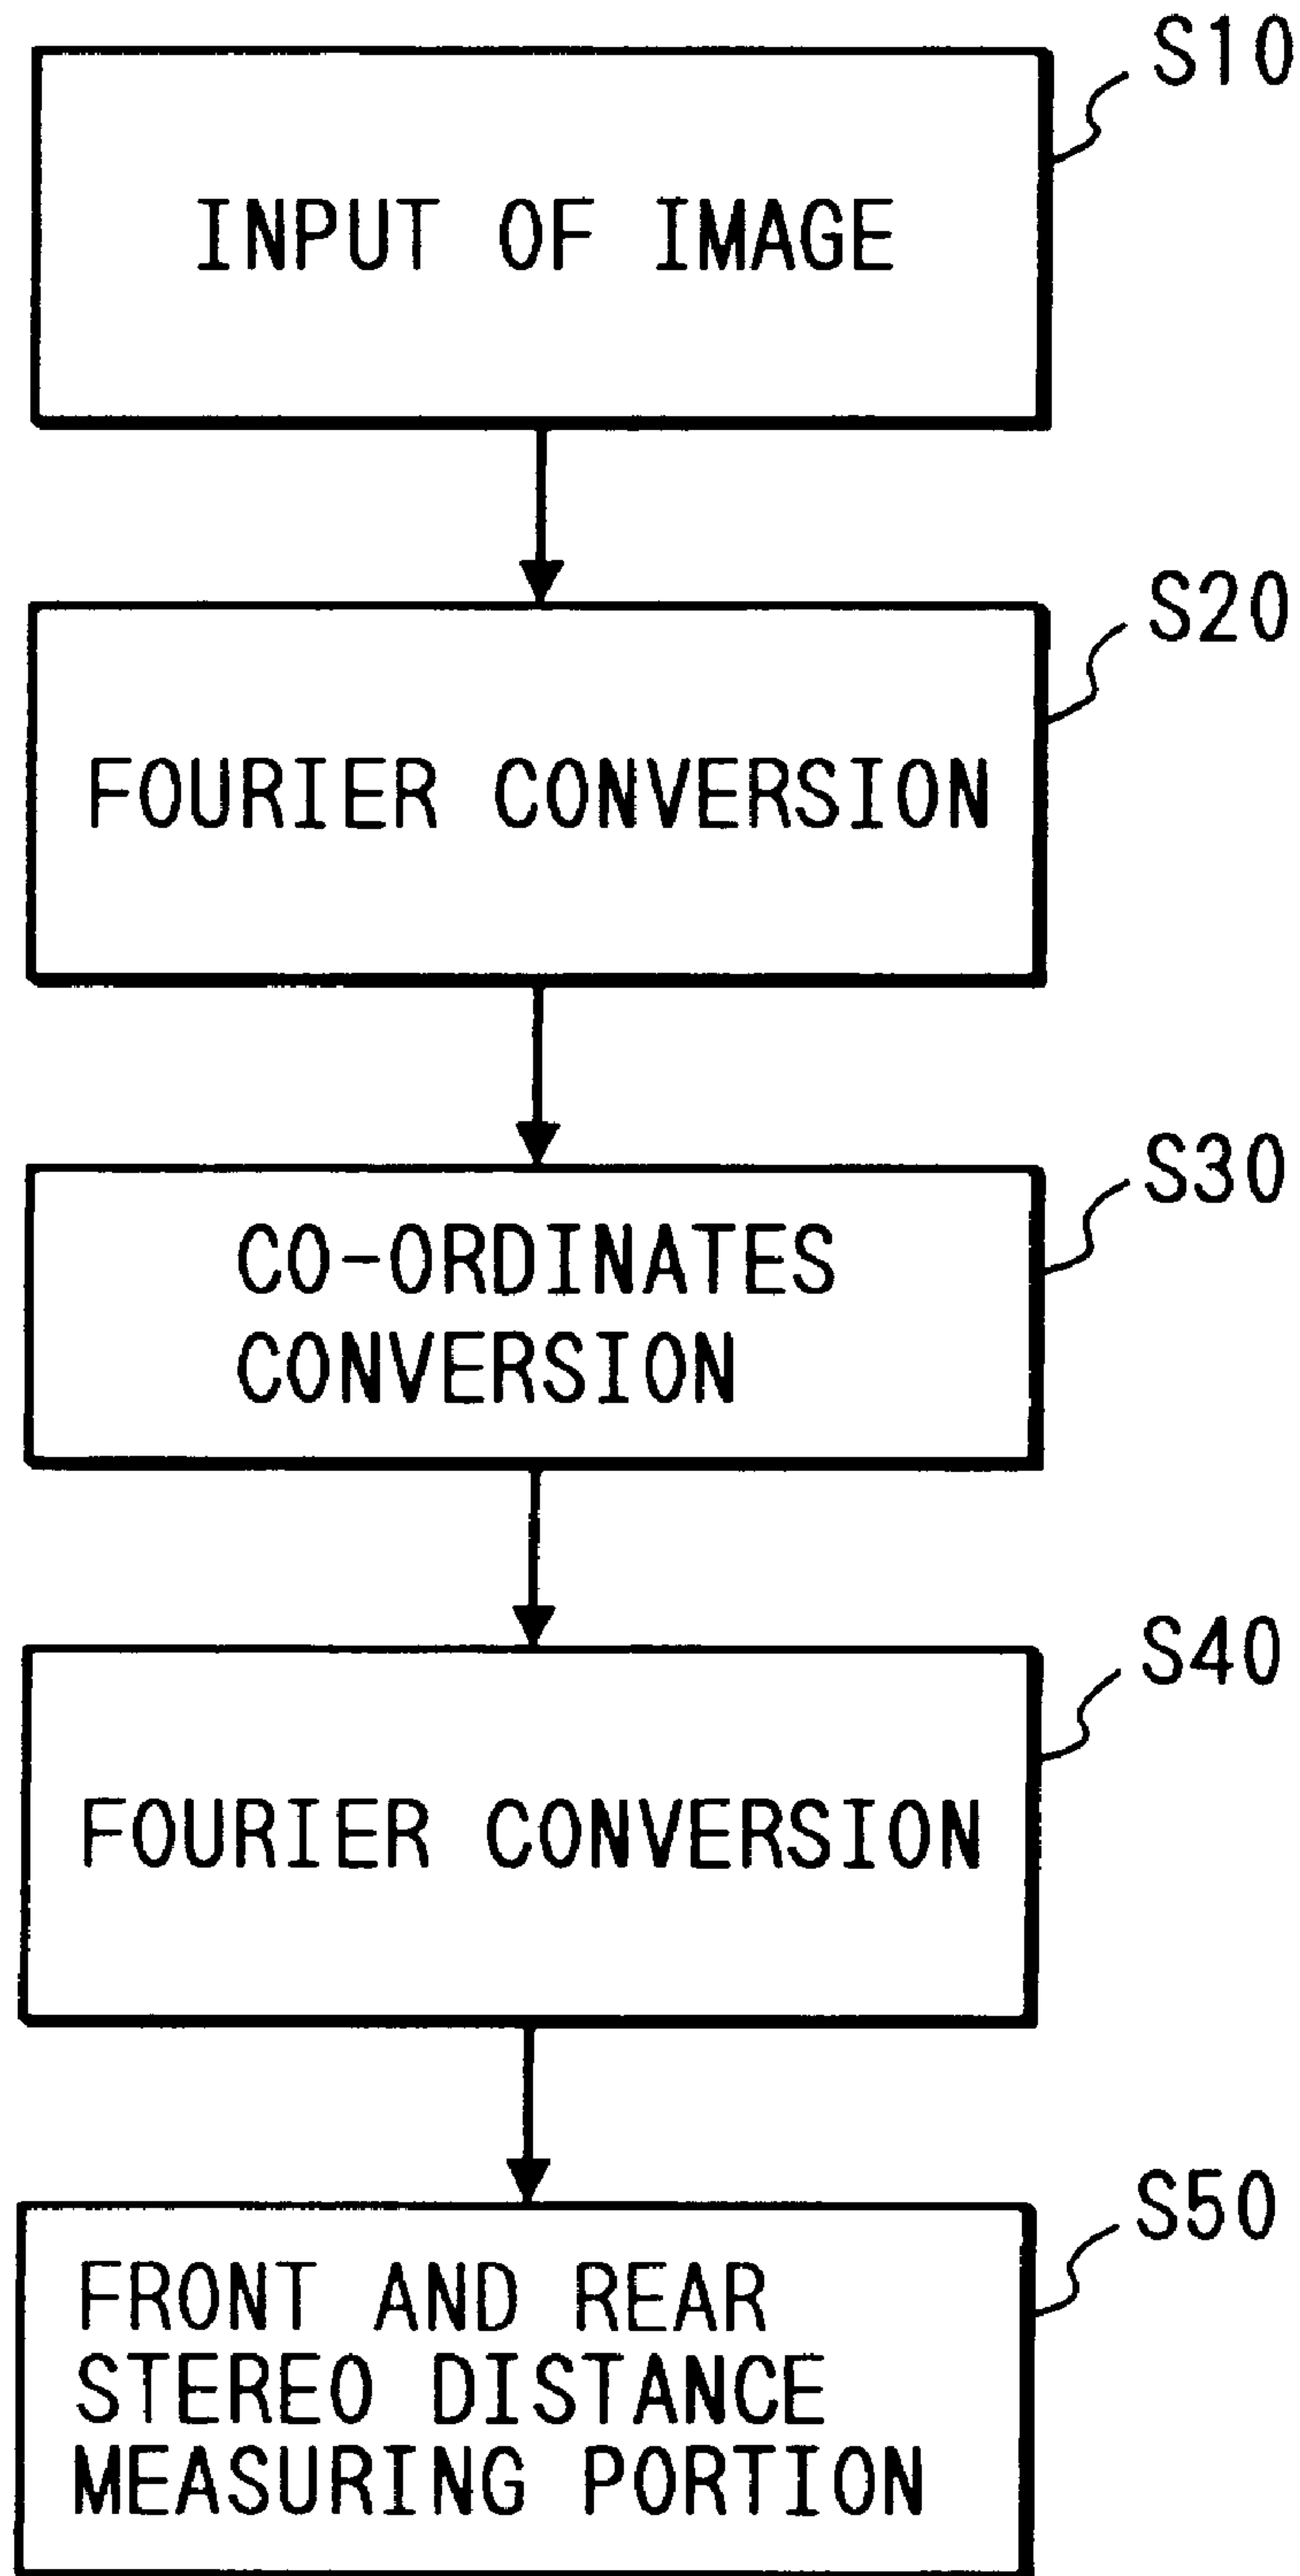 S10
INPUT OF IMAGE
S20
FOURIER CONVERSION
S30
CO-ORDINATES
CONVERSION
S40
FOURIER CONVERSION
S50
FRONT AND REAR
STEREO DISTANCE
MEASURING PORTION